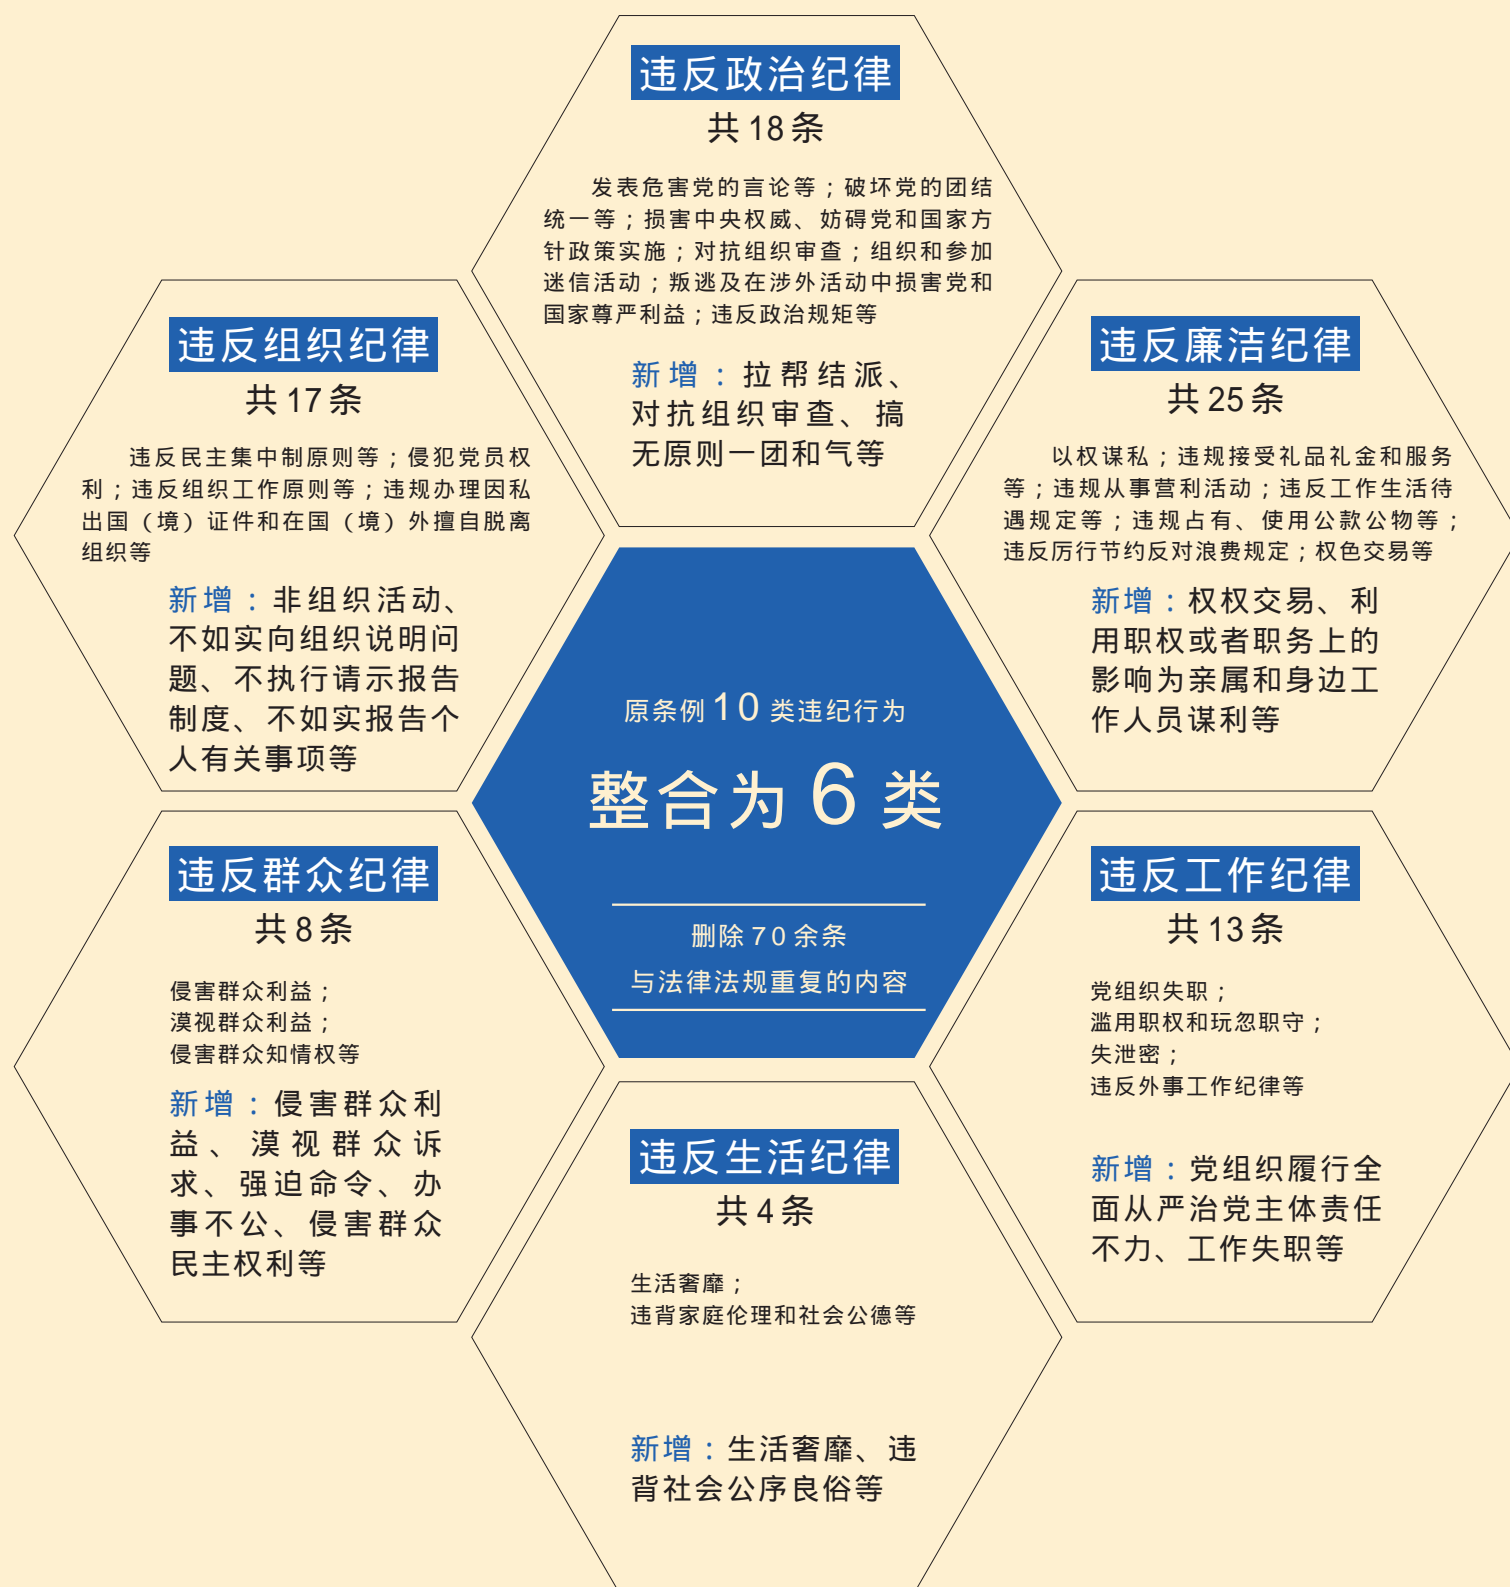 违反政治纪律
共18条
发表危害党的言论等；破坏党的团结
统一等；损害中央权威、妨碍党和国家方
针政策实施；对抗组织审查；组织和参加
迷信活动；叛逃及在涉外活动中损害党和
国家尊严利益；违反政治规矩等
新增：拉帮结派、
对抗组织审查、搞
无原则一团和气等
违反组织纪律
共17条
违反民主集中制原则等；侵犯党员权
利；违反组织工作原则等；违规办理因私
出国（境）证件和在国（境）外擅自脱离
组织等
新增：非组织活动、
不如实向组织说明问
题、不执行请示报告
制度、不如实报告个
人有关事项等
违反廉洁纪律
共25条
以权谋私；违规接受礼品礼金和服务
等；违规从事营利活动；违反工作生活待
遇规定等；违规占有、使用公款公物等；
违反厉行节约反对浪费规定；权色交易等
新增：权权交易、利
用职权或者职务上的
影响为亲属和身边工
作人员谋利等
原条例10类违纪行为
整合为6类
删除70余条
与法律法规重复的内容
违反群众纪律
共8条
侵害群众利益；
漠视群众利益；
侵害群众知情权等
新增：侵害群众利
益、漠视群众诉
求、强迫命令、办
事不公、侵害群众
民主权利等
违反工作纪律
共13条
党组织失职；
滥用职权和玩忽职守；
失泄密；
违反外事工作纪律等
新增：党组织履行全
面从严治党主体责任
不力、工作失职等
违反生活纪律
共4条
生活奢靡；
违背家庭伦理和社会公德等
新增：生活奢靡、违
背社会公序良俗等